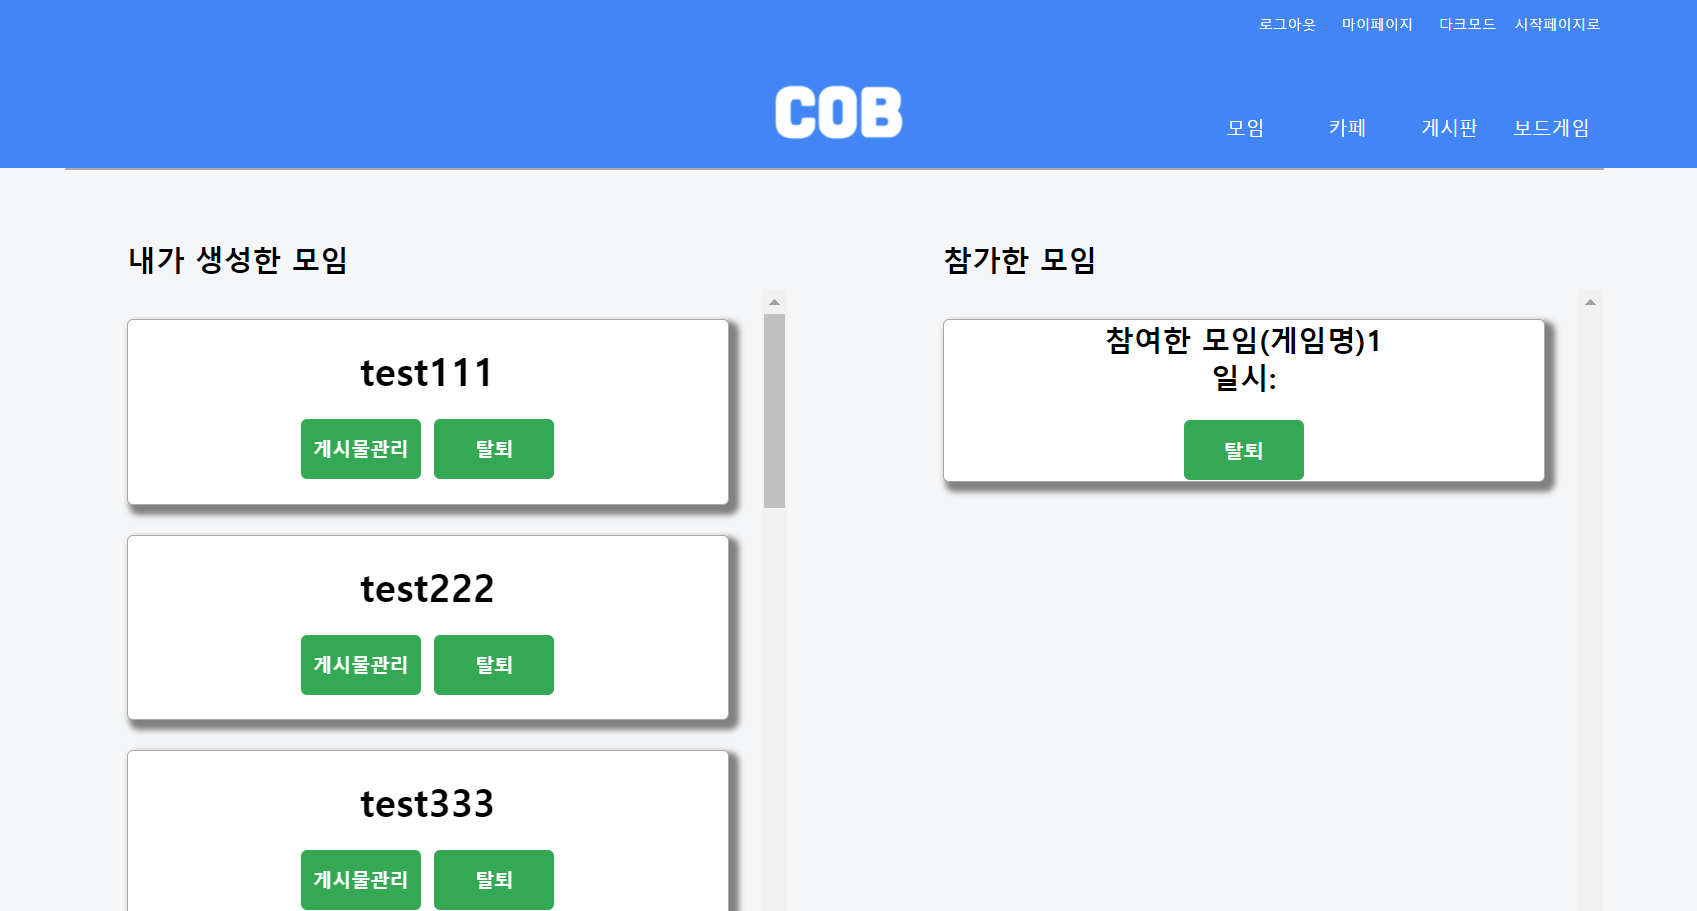 로그아웃 마이페이지 다크모드 시작페이지로
COB
모임 카페 게시판 보드게임
내가 생성한 모임
test111
게시물관리 탈퇴
test222
게시물관리 탈퇴
test333
게시물관리 탈퇴
참가한 모임
참여한 모임(게임명)1
일시:
탈퇴